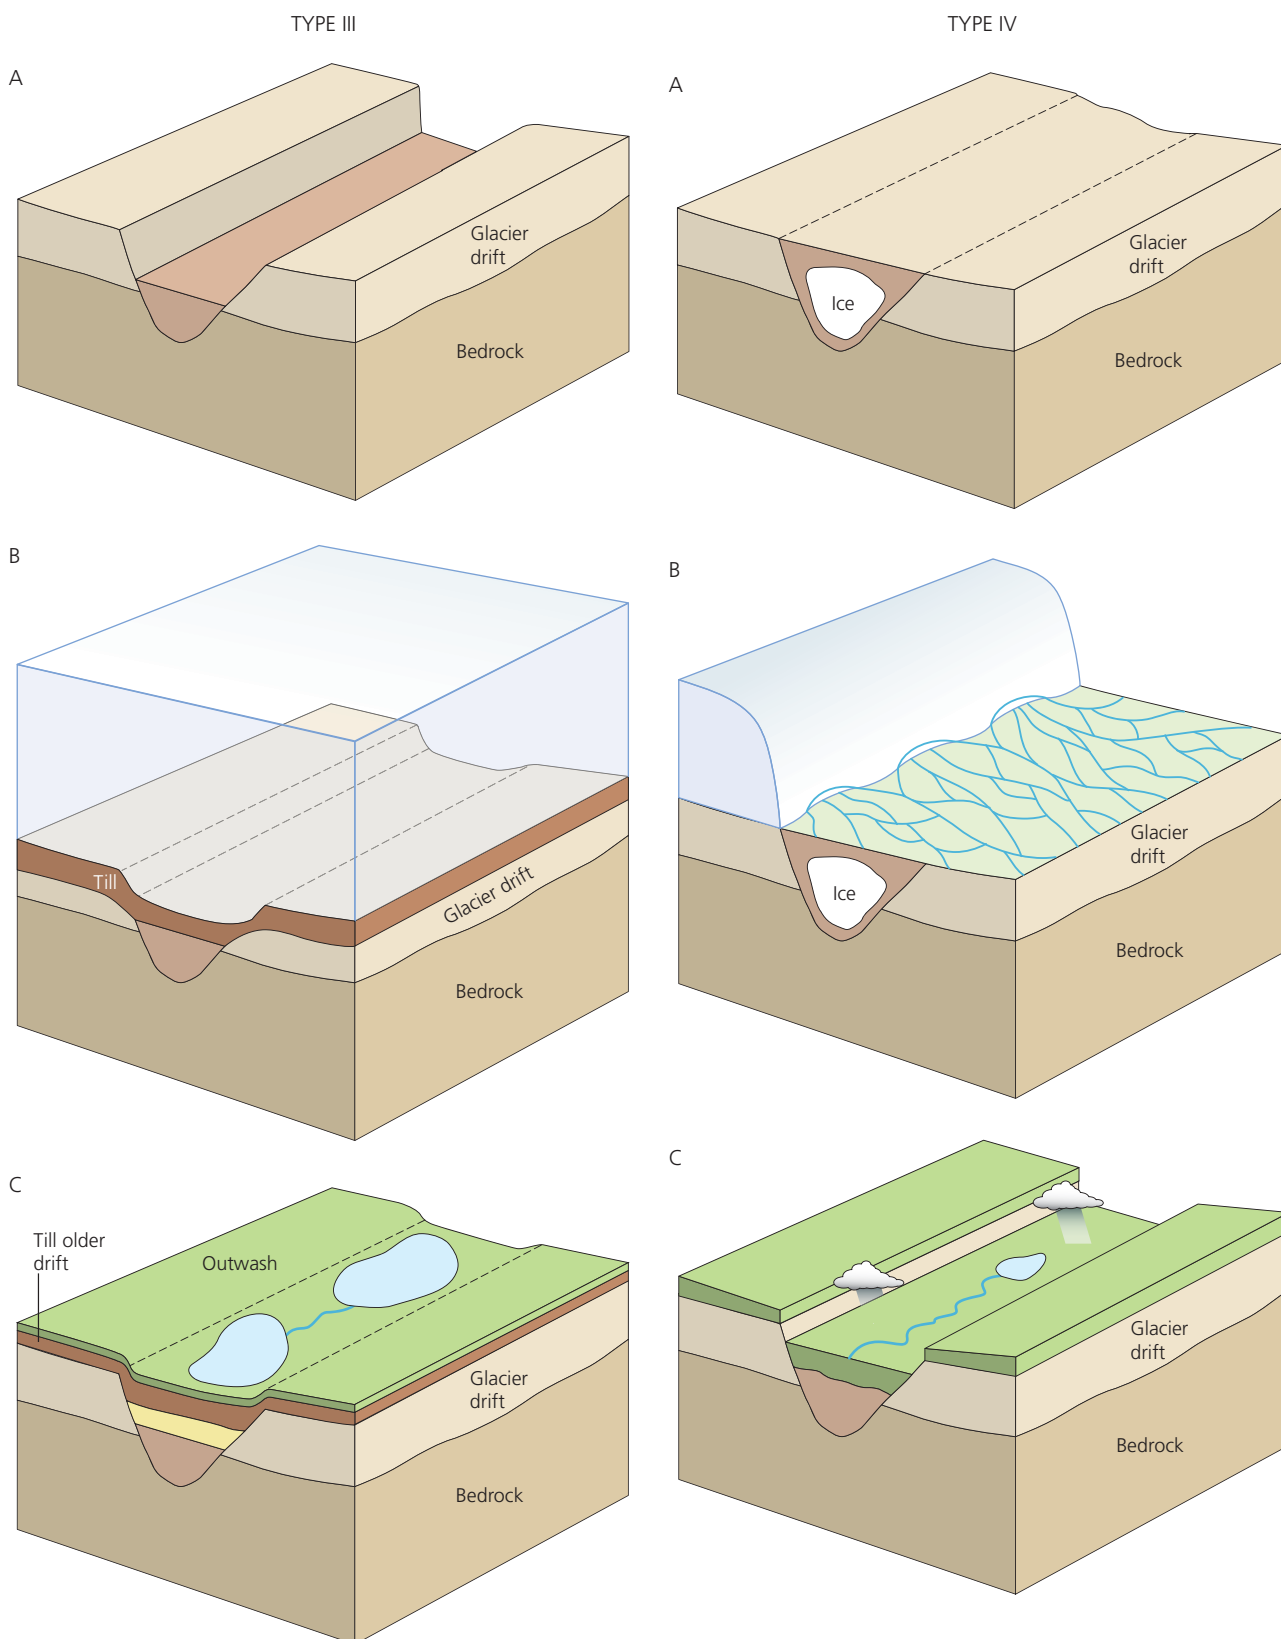 TYPE III
A
Glacier
drift
Bedrock
B
Till
Glacier drift
Bedrock
C
Till older
drift
Outwash
Glacier
drift
Bedrock
TYPE IV
A
Glacier
drift
Ice
Bedrock
B
Glacier
drift
Ice
Bedrock
C
Glacier
drift
Bedrock